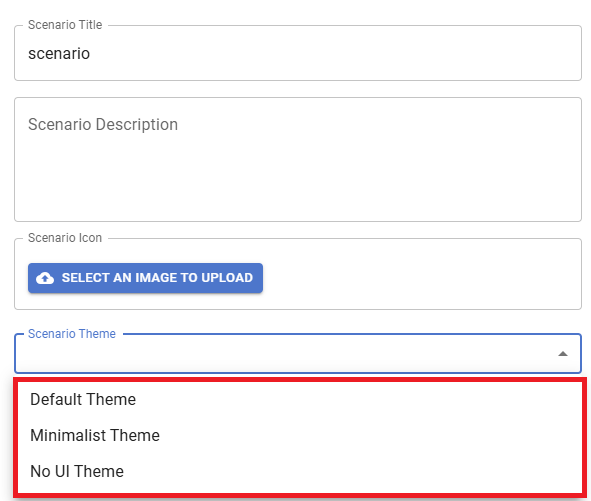 Scenario Title
scenario
Scenario Description
Scenario Icon
SELECT AN IMAGE TO UPLOAD
Scenario Theme
Default Theme
Minimalist Theme
No UI Theme